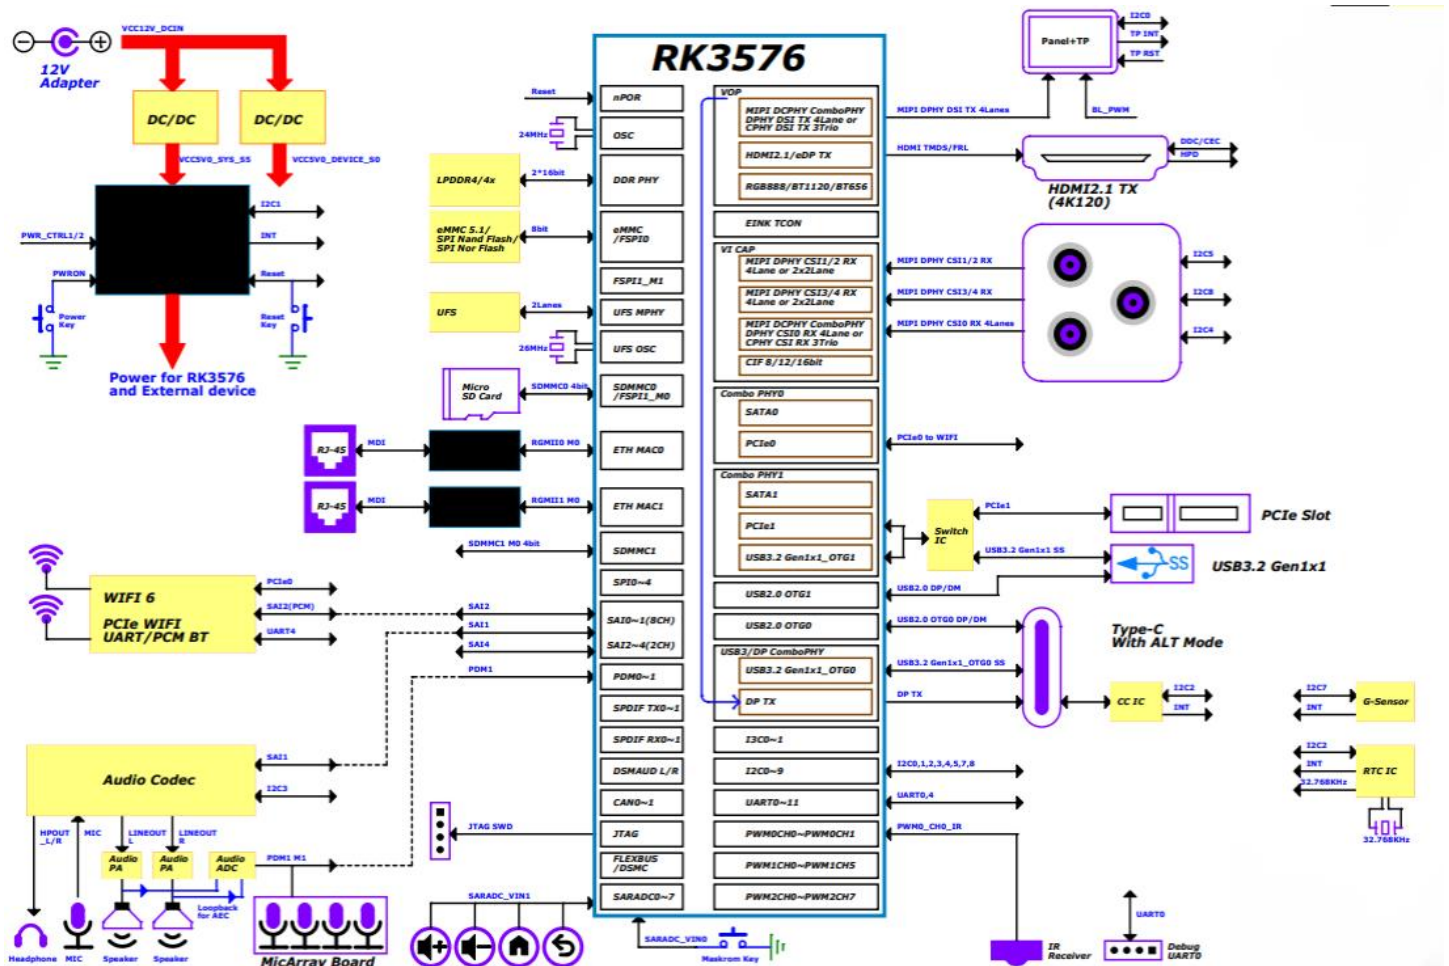 VCC12V_DCIN
12V
Adapter
DC/DC
DC/DC
VCC5V0_SYS_S5
VCC5V0_DEVICE_S0
I2C1
PWR_CTRL1/2
INT
PWRON
Reset
Power
Key
Reset
Key
Power for RK3576
and External device
RK3576
Reset
nPOR
24MHz
OSC
LPDDR4/4x
2*16bit
DDR PHY
eMMC 5.1/
SPI Nand Flash/
SPI Nor Flash
8bit
eMMC
/FSPI0
FSPI1_M1
UFS
2Lanes
UFS MPHY
26MHz
UFS OSC
Micro
SD Card
SDMMC0 4bit
SDMMC0
/FSPI1_M0
RJ-45
MDI
RGMII0 M0
ETH MAC0
RJ-45
MDI
RGMII1 M0
ETH MAC1
SDMMC1 M0 4bit
SDMMC1
SPI0~4
WIFI 6
PCIe WIFI
UART/PCM BT
PCIe0
SAI2(PCM)
UART4
SAI2
SAI1
SAI4
SAI0~1(8CH)
SAI2~4(2CH)
PDM1
PDM0~1
SPDIF TX0~1
SPDIF RX0~1
DSMAUD L/R
CAN0~1
JTAG SWD
JTAG
FLEXBUS
/DSMC
SARADC_VIN1
SARADC0~7
SARADC_VIN0
Maskrom Key
Audio Codec
SAI1
I2C3
HPOUT
_L/R
MIC
LINEOUT
L
LINEOUT
R
Audio
PA
Audio
PA
Audio
ADC
PDM1 M1
Loopback
for AEC
Headphone
MIC
Speaker
Speaker
MicArray Board
VOP
MIPI DCPHY ComboPHY
DPHY DSI TX 4Lane or
CPHY DSI TX 3Trio
HDMI2.1/eDP TX
RGB888/BT1120/BT656
EINK TCON
VI CAP
MIPI DPHY CSI1/2 RX
4Lane or 2x2Lane
MIPI DPHY CSI3/4 RX
4Lane or 2x2Lane
MIPI DCPHY ComboPHY
DPHY CSI0 RX 4Lane or
CPHY CSI RX 3Trio
CIF 8/12/16bit
Combo PHY0
SATA0
PCIe0
Combo PHY1
SATA1
PCIe1
USB3.2 Gen1x1_OTG1
USB2.0 OTG1
USB2.0 OTG0
USB3/DP ComboPHY
USB3.2 Gen1x1_OTG0
DP TX
I3C0~1
I2C0~9
UART0~11
PWM0CH0~PWM0CH1
PWM1CH0~PWM1CH5
PWM2CH0~PWM2CH7
Panel+TP
I2C0
TP INT
TP RST
MIPI DPHY DSI TX 4Lanes
BL_PWM
HDMI TMDS/FRL
DDC/CEC
HPD
HDMI2.1 TX
(4K120)
MIPI DPHY CSI1/2 RX
MIPI DPHY CSI3/4 RX
MIPI DPHY CSI0 RX 4Lanes
I2C5
I2C8
I2C4
PCIe0 to WIFI
Switch
IC
PCIe1
PCIe Slot
USB3.2 Gen1x1 SS
SS
USB3.2 Gen1x1
USB2.0 DP/DM
USB2.0 OTG0 DP/DM
USB3.2 Gen1x1_OTG0 SS
DP TX
Type-C
With ALT Mode
CC IC
I2C2
INT
I2C7
INT
G-Sensor
I2C2
INT
32.768KHz
RTC IC
32.768KHz
I2C0,1,2,3,4,5,7,8
UART0,4
PWM0_CH0_IR
IR
Receiver
UART0
Debug
UART0